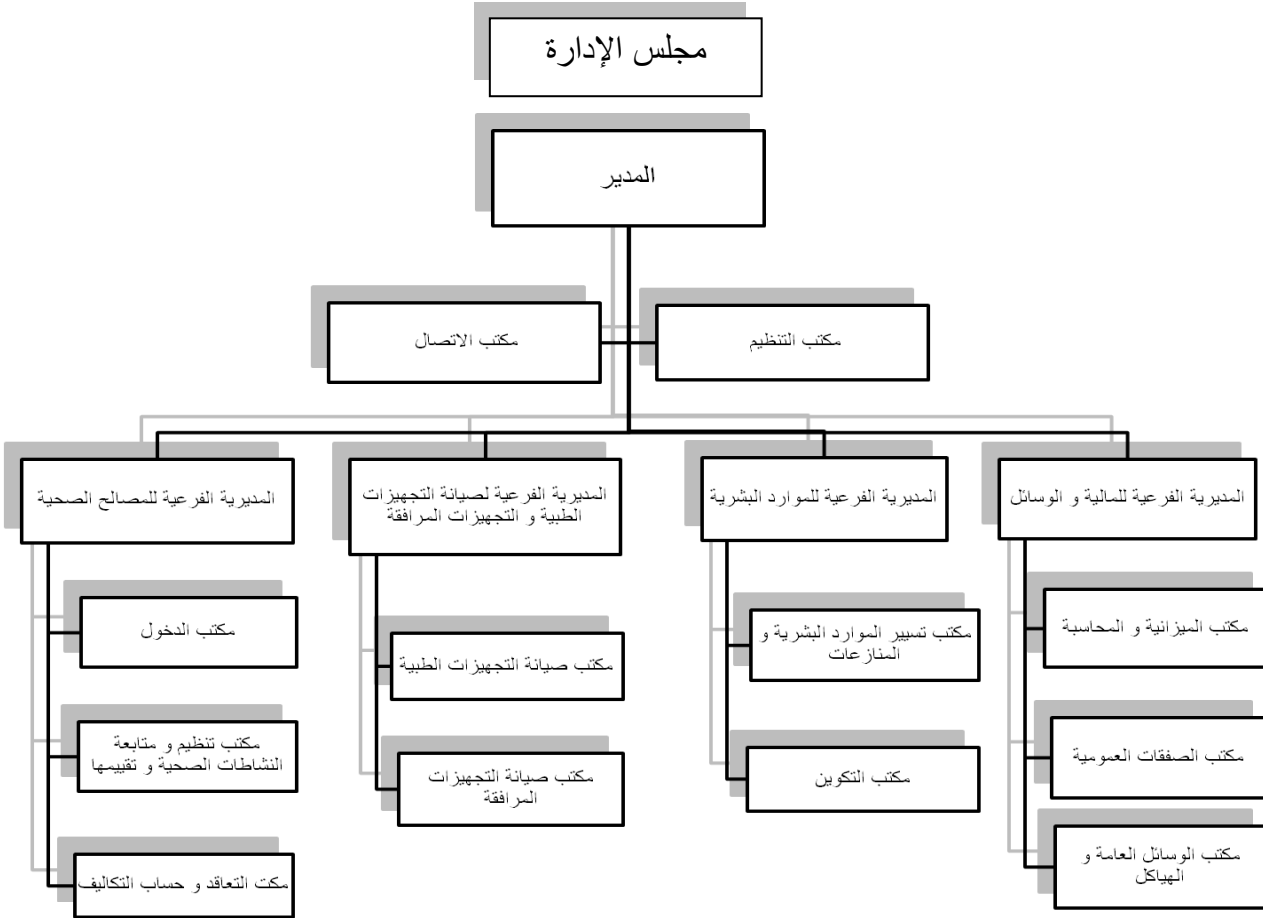 مجلس الإدارة
المدير
مكتب التنظيم
مكتب الاتصال
المديرية الفرعية للمالية و الوسائل
المديرية الفرعية للموارد البشرية
المديرية الفرعية لصيانة التجهيزات
الطبية و التجهيزات المرافقة
المديرية الفرعية للمصالح الصحية
مكتب الميزانية و المحاسبة
مكتب الصفقات العمومية
مكتب الوسائل العامة و
الهياكل
مكتب تسيير الموارد البشرية و
المنازعات
مكتب التكوين
مكتب صيانة التجهيزات الطبية
مكتب صيانة التجهيزات
المرافقة
مكتب الدخول
مكتب تنظيم و متابعة
النشاطات الصحية و تقييمها
مكت التعاقد و حساب التكاليف